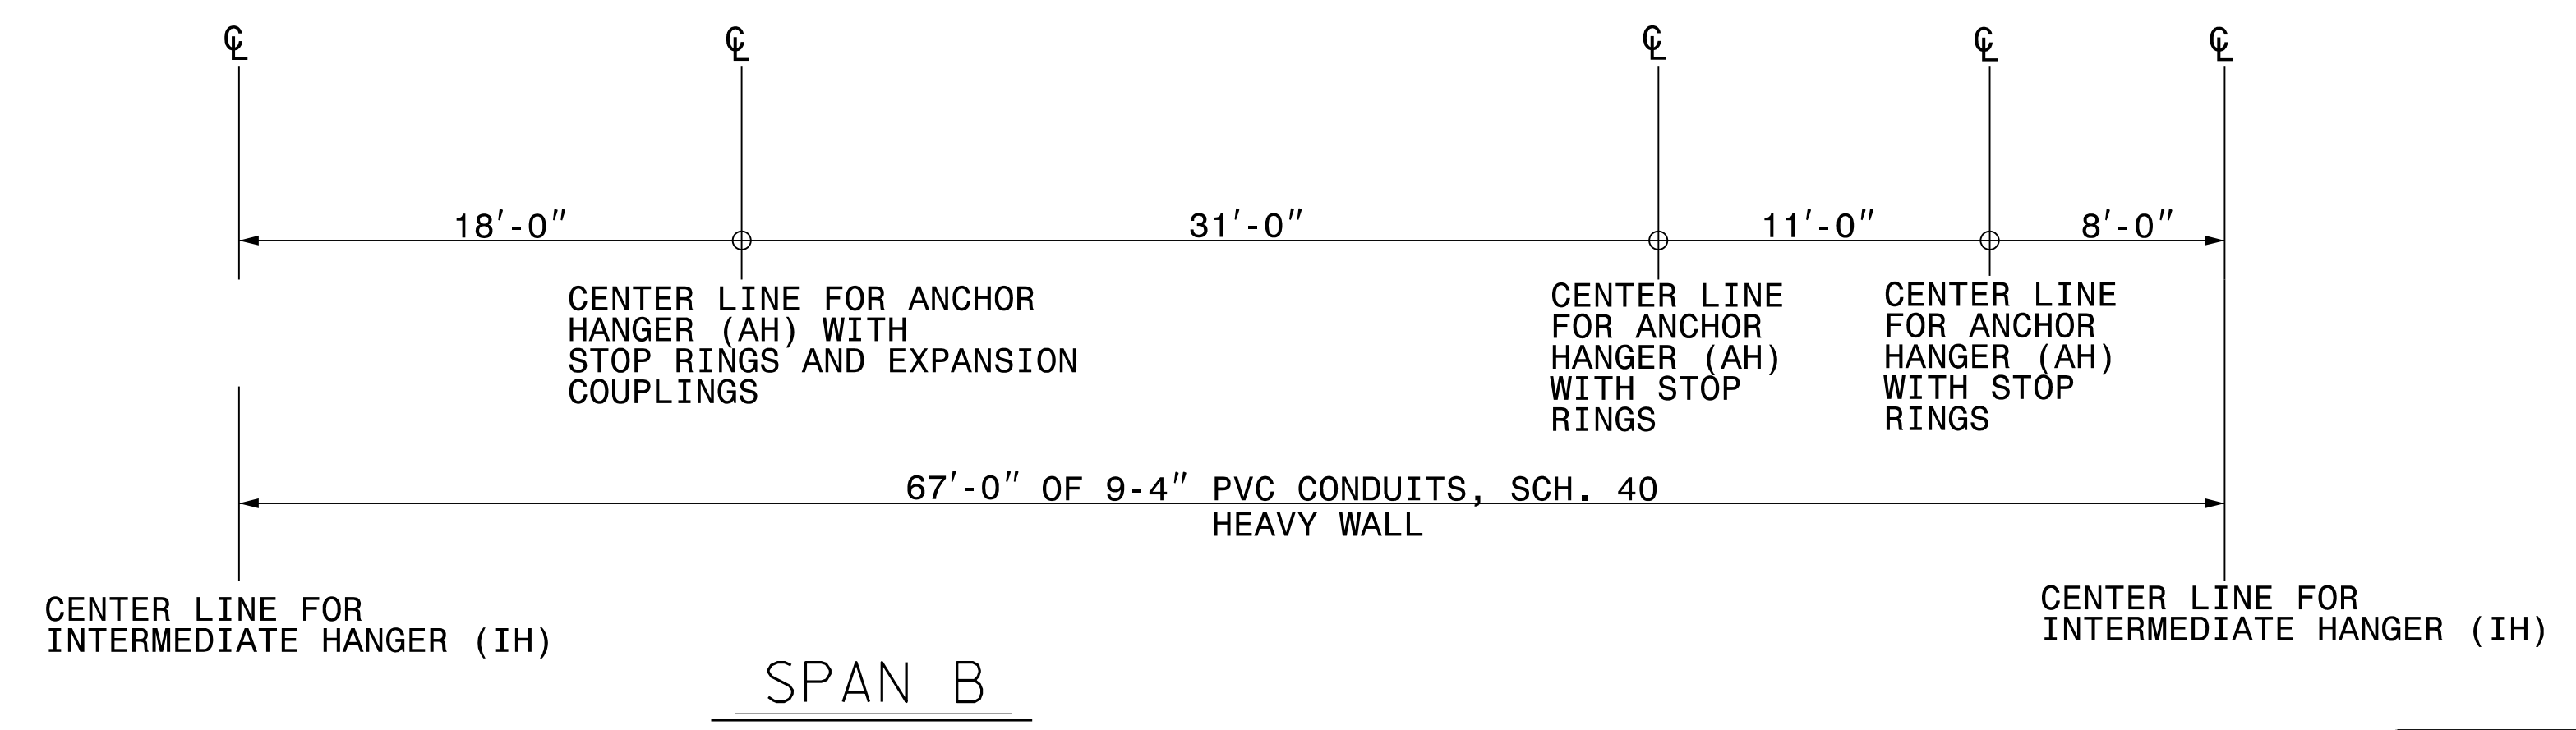 ℄ ℄ ℄ ℄ ℄
18'-0" 31'-0" 11'-0" 8'-0"
CENTER LINE FOR ANCHOR
HANGER (AH) WITH
STOP RINGS AND EXPANSION
COUPLINGS
CENTER LINE
FOR ANCHOR
HANGER (AH)
WITH STOP
RINGS
CENTER LINE
FOR ANCHOR
HANGER (AH)
WITH STOP
RINGS
67'-0" OF 9-4" PVC CONDUITS, SCH. 40
HEAVY WALL
CENTER LINE FOR
INTERMEDIATE HANGER (IH)
CENTER LINE FOR
INTERMEDIATE HANGER (IH)
SPAN B